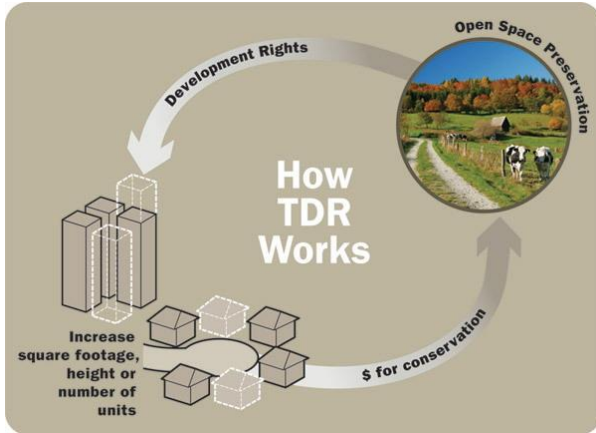 Open Space Preservation
Development Rights
How
TDR
Works
Increase
square footage,
height or
number of
units
$ for conservation